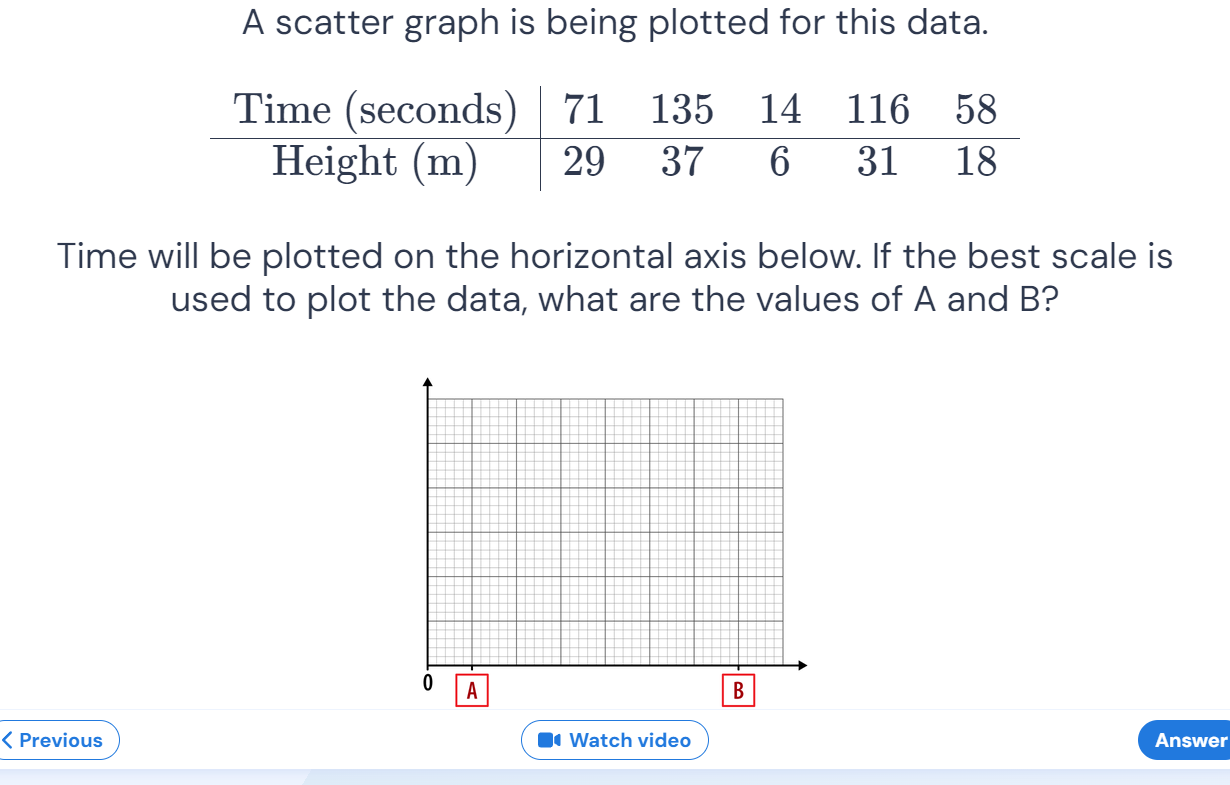 A scatter graph is being plotted for this data.
Time (seconds) 71 135 14 116 58
Height (m) 29 37 6 31 18
Time will be plotted on the horizontal axis below. If the best scale is
used to plot the data, what are the values of A and B?
0 A B
Previous Watch video Answer